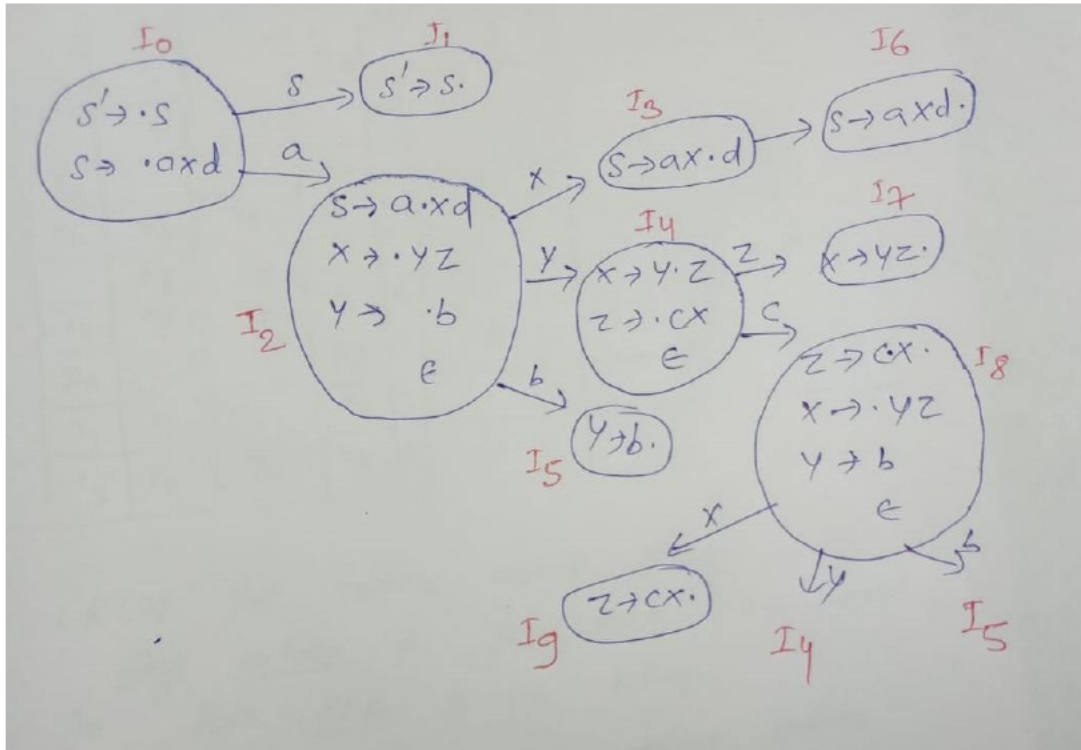 I0
S' → ·S
S → ·aXd
S
a
I1
S' → S·
I2
S → a·Xd
X → ·YZ
Y → ·b
ϵ
X
Y
b
I3
S → aX·d
I6
S → aXd·
I4
X → Y·Z
Z → ·cX
ϵ
Z
c
I7
X → YZ·
I5
Y → b·
I8
Z → c·X·
X → ·YZ
Y → b
ϵ
X
Y
b
I9
Z → cX·
I4
I5